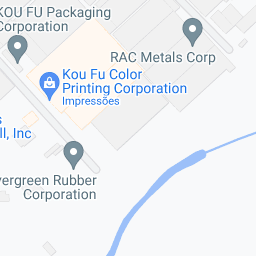 KOU FU Packaging
Corporation
RAC Metals Corp
Kou Fu Color
Printing Corporation
Impressões
ll, Inc
vergreen Rubber
Corporation